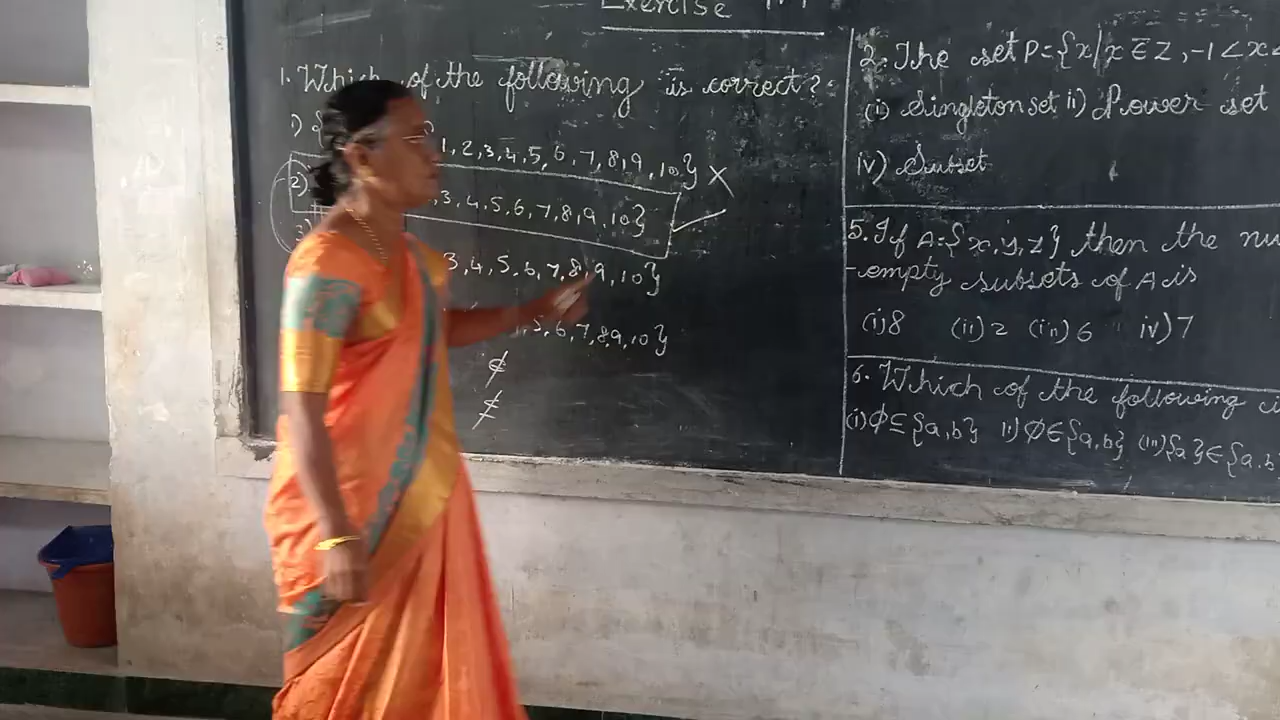 Exercise
1. Which of the following is correct?
1) 1, 2, 3, 4, 5, 6, 7, 8, 9, 10} X
2) 3, 4, 5, 6, 7, 8, 9, 10}
3) 3, 4, 5, 6, 7, 8, 9, 10}
5, 6, 7, 8, 9, 10}
2. The set P = {x/x ∈ Z, -1 < x
(i) Singleton set ii) Power set
iv) Subset
5. If A = {x, y, z} then the nu
-empty subsets of A is
(i) 8 (ii) 2 (iii) 6 iv) 7
6. Which of the following i
(i) ϕ ⊆ {a, b} ii) ϕ ∈ {a, b} (iii) {a} ∈ {a, b